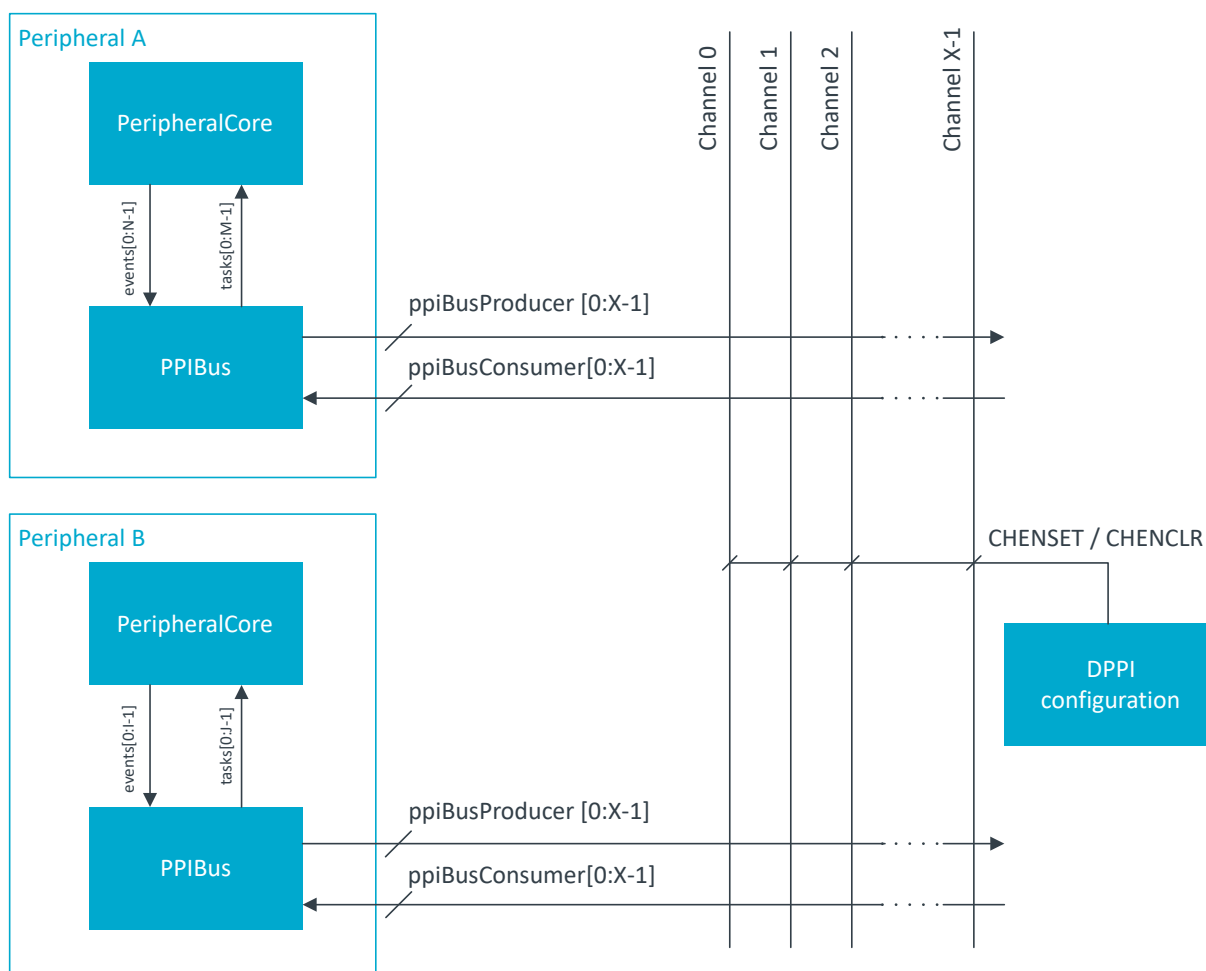 Peripheral A
PeripheralCore
events[0:N-1]
tasks[0:M-1]
PPIBus
ppiBusProducer [0:X-1]
ppiBusConsumer[0:X-1]
Channel 0
Channel 1
Channel 2
Channel X-1
Peripheral B
PeripheralCore
events[0:I-1]
tasks[0:J-1]
PPIBus
ppiBusProducer [0:X-1]
ppiBusConsumer[0:X-1]
CHENSET / CHENCLR
DPPI
configuration